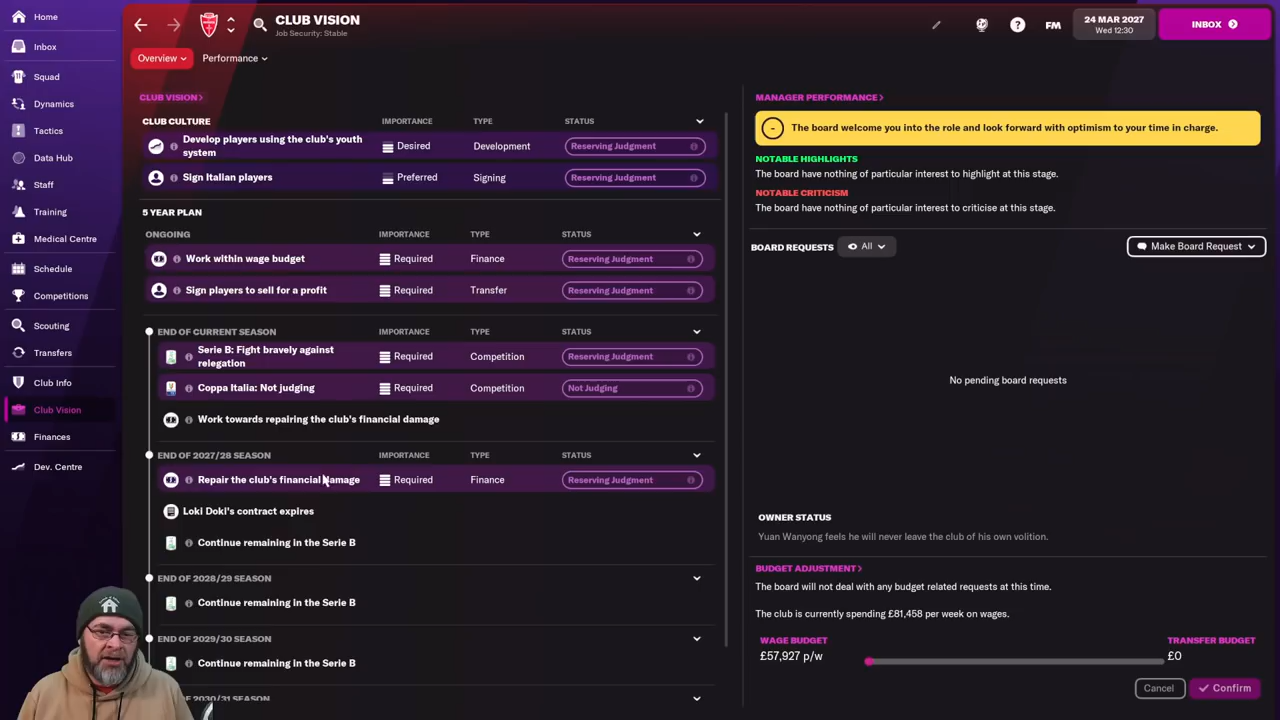 Home
Inbox
Squad
Dynamics
Tactics
Data Hub
Staff
Training
Medical Centre
Schedule
Competitions
Scouting
Transfers
Club Info
Club Vision
Finances
Dev. Centre
CLUB VISION
Job Security: Stable
FM
24 MAR 2027
Wed 12:30
INBOX
Overview
Performance
CLUB VISION >
CLUB CULTURE IMPORTANCE TYPE STATUS
Develop players using the club's youth
system
Desired Development Reserving Judgment
Sign Italian players Preferred Signing Reserving Judgment
5 YEAR PLAN
ONGOING IMPORTANCE TYPE STATUS
Work within wage budget Required Finance Reserving Judgment
Sign players to sell for a profit Required Transfer Reserving Judgment
END OF CURRENT SEASON IMPORTANCE TYPE STATUS
Serie B: Fight bravely against
relegation
Required Competition Reserving Judgment
Coppa Italia: Not judging Required Competition Not Judging
Work towards repairing the club's financial damage
END OF 2027/28 SEASON IMPORTANCE TYPE STATUS
Repair the club's financial damage Required Finance Reserving Judgment
Loki Doki's contract expires
Continue remaining in the Serie B
END OF 2028/29 SEASON
Continue remaining in the Serie B
END OF 2029/30 SEASON
Continue remaining in the Serie B
END OF 2030/31 SEASON
MANAGER PERFORMANCE >
The board welcome you into the role and look forward with optimism to your time in charge.
NOTABLE HIGHLIGHTS
The board have nothing of particular interest to highlight at this stage.
NOTABLE CRITICISM
The board have nothing of particular interest to criticise at this stage.
BOARD REQUESTS All Make Board Request
No pending board requests
OWNER STATUS
Yuan Wanyong feels he will never leave the club of his own volition.
BUDGET ADJUSTMENT >
The board will not deal with any budget related requests at this time.
The club is currently spending £81,458 per week on wages.
WAGE BUDGET TRANSFER BUDGET
£57,927 p/w £0
Cancel Confirm